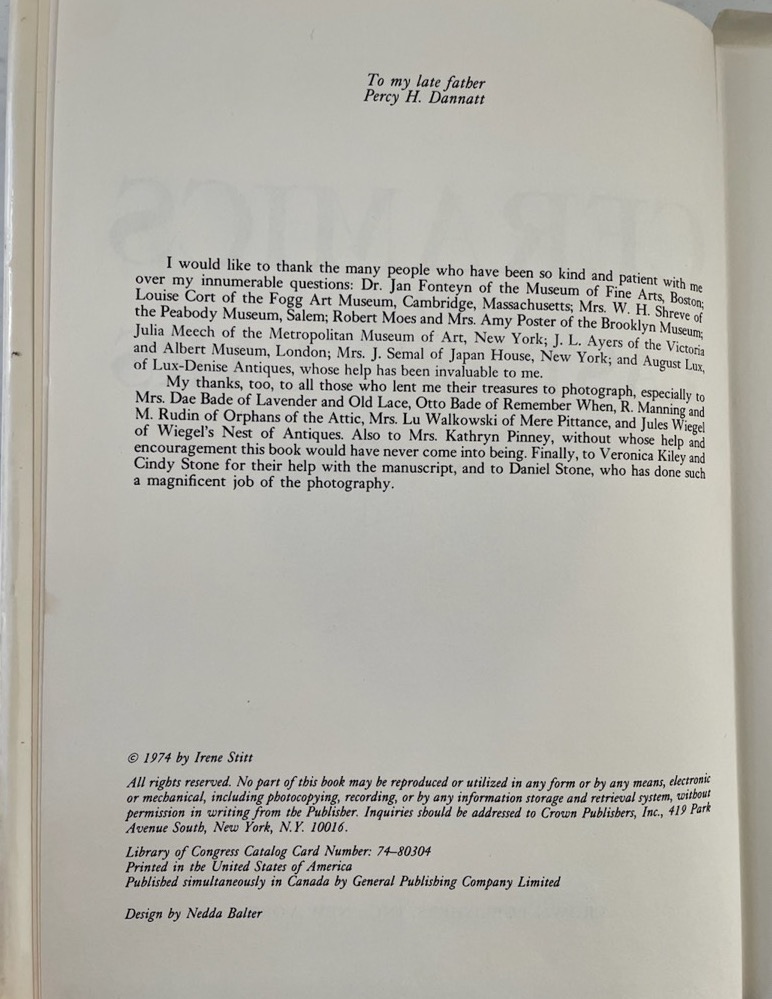 To my late father
Percy H. Dannatt
I would like to thank the many people who have been so kind and patient with me
over my innumerable questions: Dr. Jan Fonteyn of the Museum of Fine Arts, Boston;
Louise Cort of the Fogg Art Museum, Cambridge, Massachusetts; Mrs. W. H. Shreve of
the Peabody Museum, Salem; Robert Moes and Mrs. Amy Poster of the Brooklyn Museum;
Julia Meech of the Metropolitan Museum of Art, New York; J. L. Ayers of the Victoria
and Albert Museum, London; Mrs. J. Semal of Japan House, New York; and August Lux,
of Lux-Denise Antiques, whose help has been invaluable to me.
My thanks, too, to all those who lent me their treasures to photograph, especially to
Mrs. Dae Bade of Lavender and Old Lace, Otto Bade of Remember When, R. Manning and
M. Rudin of Orphans of the Attic, Mrs. Lu Walkowski of Mere Pittance, and Jules Wiegel
of Wiegel's Nest of Antiques. Also to Mrs. Kathryn Pinney, without whose help and
encouragement this book would have never come into being. Finally, to Veronica Kiley and
Cindy Stone for their help with the manuscript, and to Daniel Stone, who has done such
a magnificent job of the photography.
© 1974 by Irene Stitt
All rights reserved. No part of this book may be reproduced or utilized in any form or by any means, electronic
or mechanical, including photocopying, recording, or by any information storage and retrieval system, without
permission in writing from the Publisher. Inquiries should be addressed to Crown Publishers, Inc., 419 Park
Avenue South, New York, N.Y. 10016.
Library of Congress Catalog Card Number: 74–80304
Printed in the United States of America
Published simultaneously in Canada by General Publishing Company Limited
Design by Nedda Balter